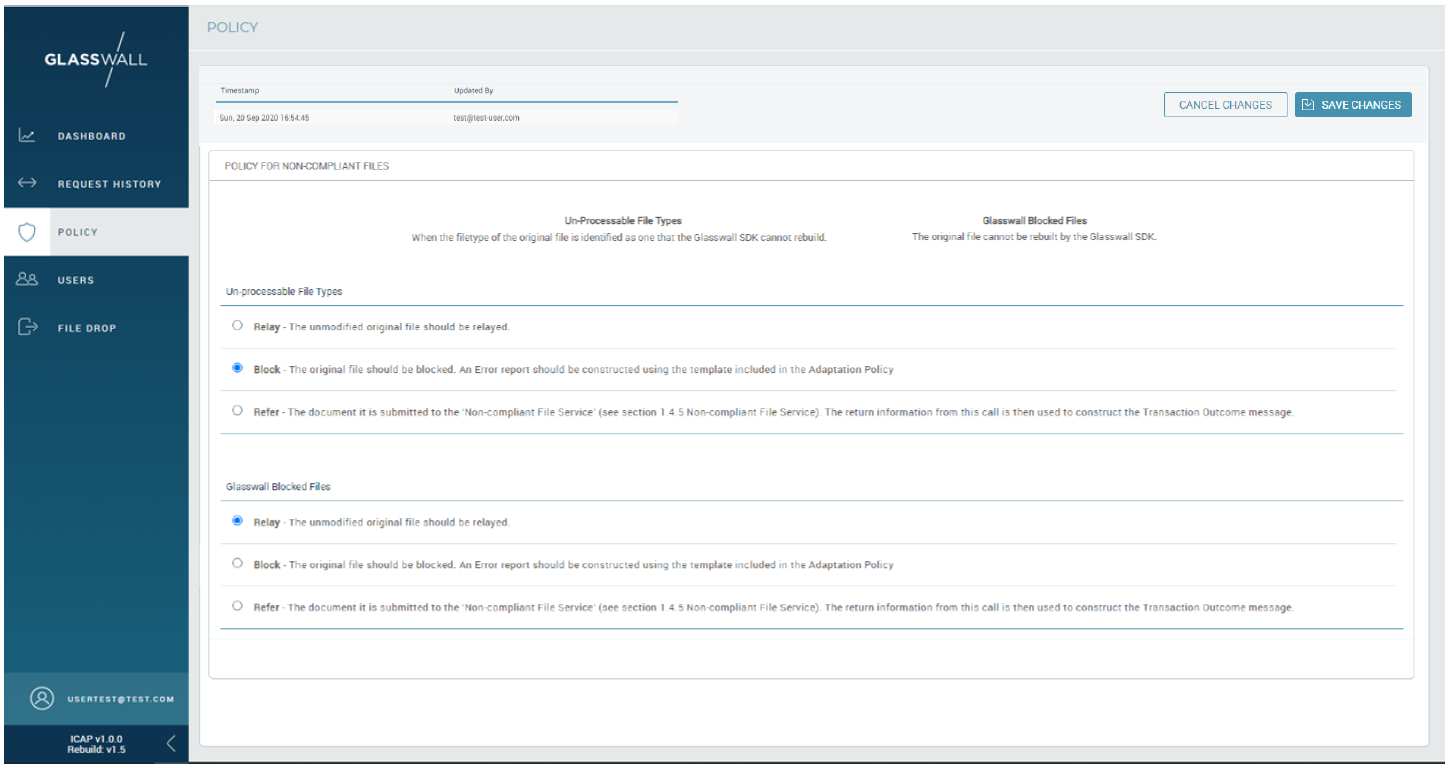 GLASSWALL
DASHBOARD
REQUEST HISTORY
POLICY
USERS
FILE DROP
USERTEST@TEST.COM
ICAP v1.0.0
Rebuild: v1.5
POLICY
Timestamp Updated By
Sun, 20 Sep 2020 16:54:45 test@test-user.com
CANCEL CHANGES SAVE CHANGES
POLICY FOR NON-COMPLIANT FILES
Un-Processable File Types Glasswall Blocked Files
When the filetype of the original file is identified as one that the Glasswall SDK cannot rebuild. The original file cannot be rebuilt by the Glasswall SDK.
Un-processable File Types
Relay - The unmodified original file should be relayed.
Block - The original file should be blocked. An Error report should be constructed using the template included in the Adaptation Policy
Refer - The document it is submitted to the 'Non-compliant File Service' (see section 1.4.5 Non-compliant File Service). The return information from this call is then used to construct the Transaction Outcome message.
Glasswall Blocked Files
Relay - The unmodified original file should be relayed.
Block - The original file should be blocked. An Error report should be constructed using the template included in the Adaptation Policy
Refer - The document it is submitted to the 'Non-compliant File Service' (see section 1.4.5 Non-compliant File Service). The return information from this call is then used to construct the Transaction Outcome message.